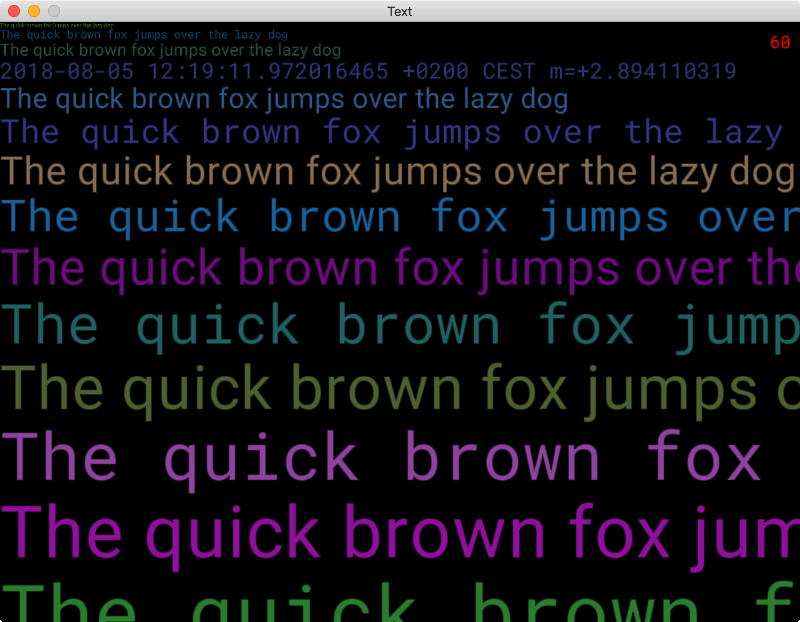 Text
The quick brown fox jumps over the lazy dog
The quick brown fox jumps over the lazy dog
60
The quick brown fox jumps over the lazy dog
2018-08-05 12:19:11.972016465 +0200 CEST m=+2.894110319
The quick brown fox jumps over the lazy dog
The quick brown fox jumps over the lazy
The quick brown fox jumps over the lazy dog
The quick brown fox jumps over
The quick brown fox jumps over the
The quick brown fox jump
The quick brown fox jumps o
The quick brown fox
The quick brown fox jum
The quick brown f